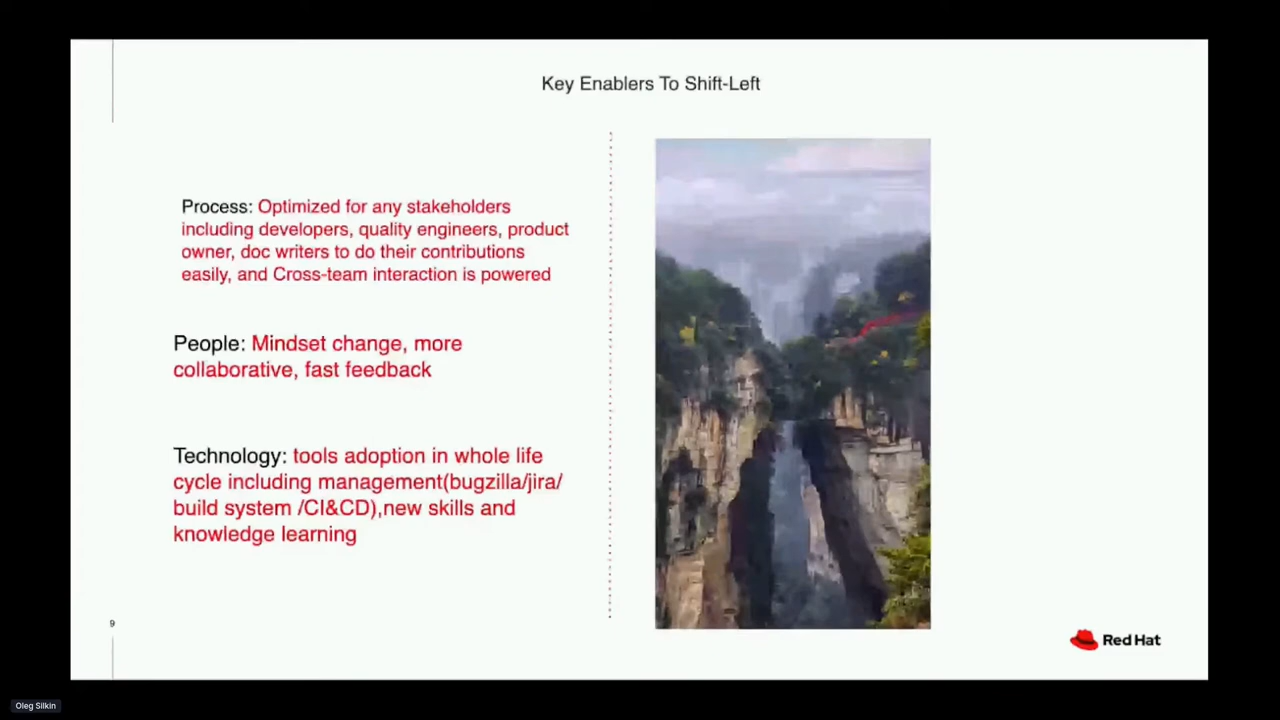 Key Enablers To Shift-Left
Process: Optimized for any stakeholders
including developers, quality engineers, product
owner, doc writers to do their contributions
easily, and Cross-team interaction is powered
People: Mindset change, more
collaborative, fast feedback
Technology: tools adoption in whole life
cycle including management(bugzilla/jira/
build system /CI&CD),new skills and
knowledge learning
9
Red Hat
Oleg Silkin